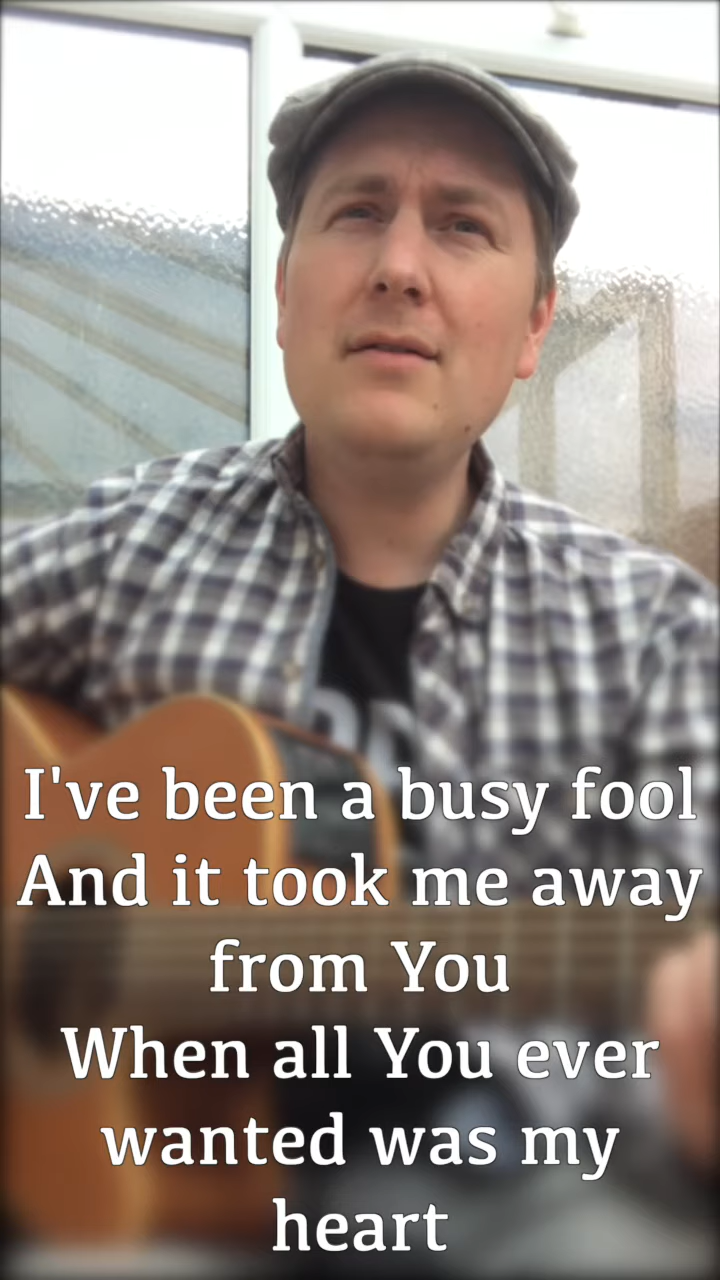 I've been a busy fool
And it took me away
from You
When all You ever
wanted was my
heart